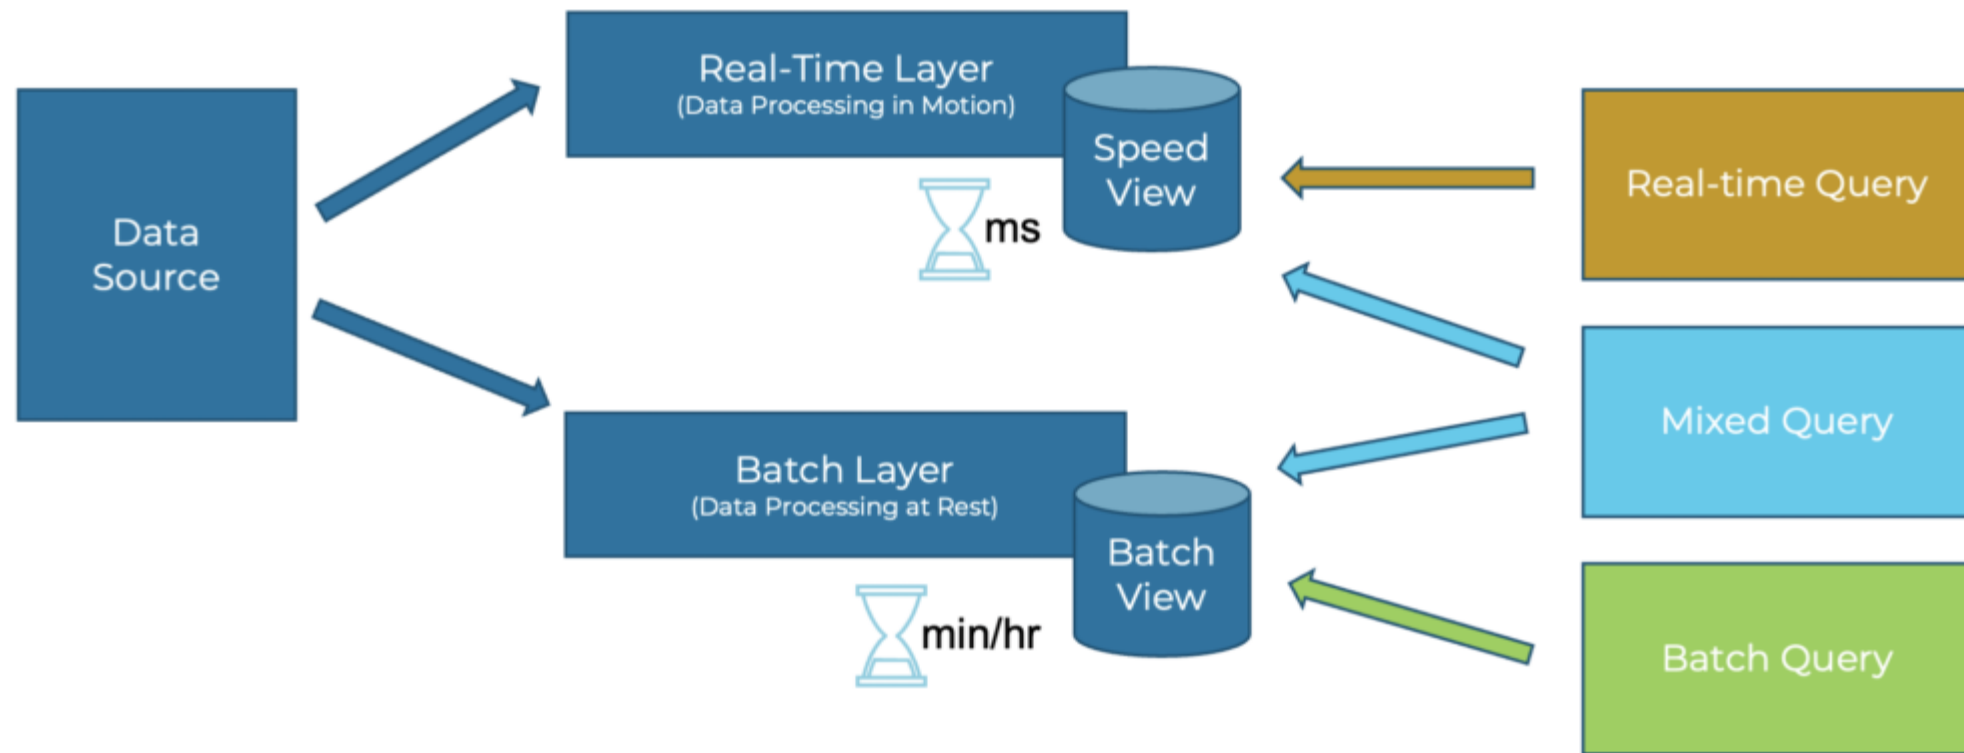 Data
Source
Real-Time Layer
(Data Processing in Motion)
Speed
View
ms
Batch Layer
(Data Processing at Rest)
Batch
View
min/hr
Real-time Query
Mixed Query
Batch Query